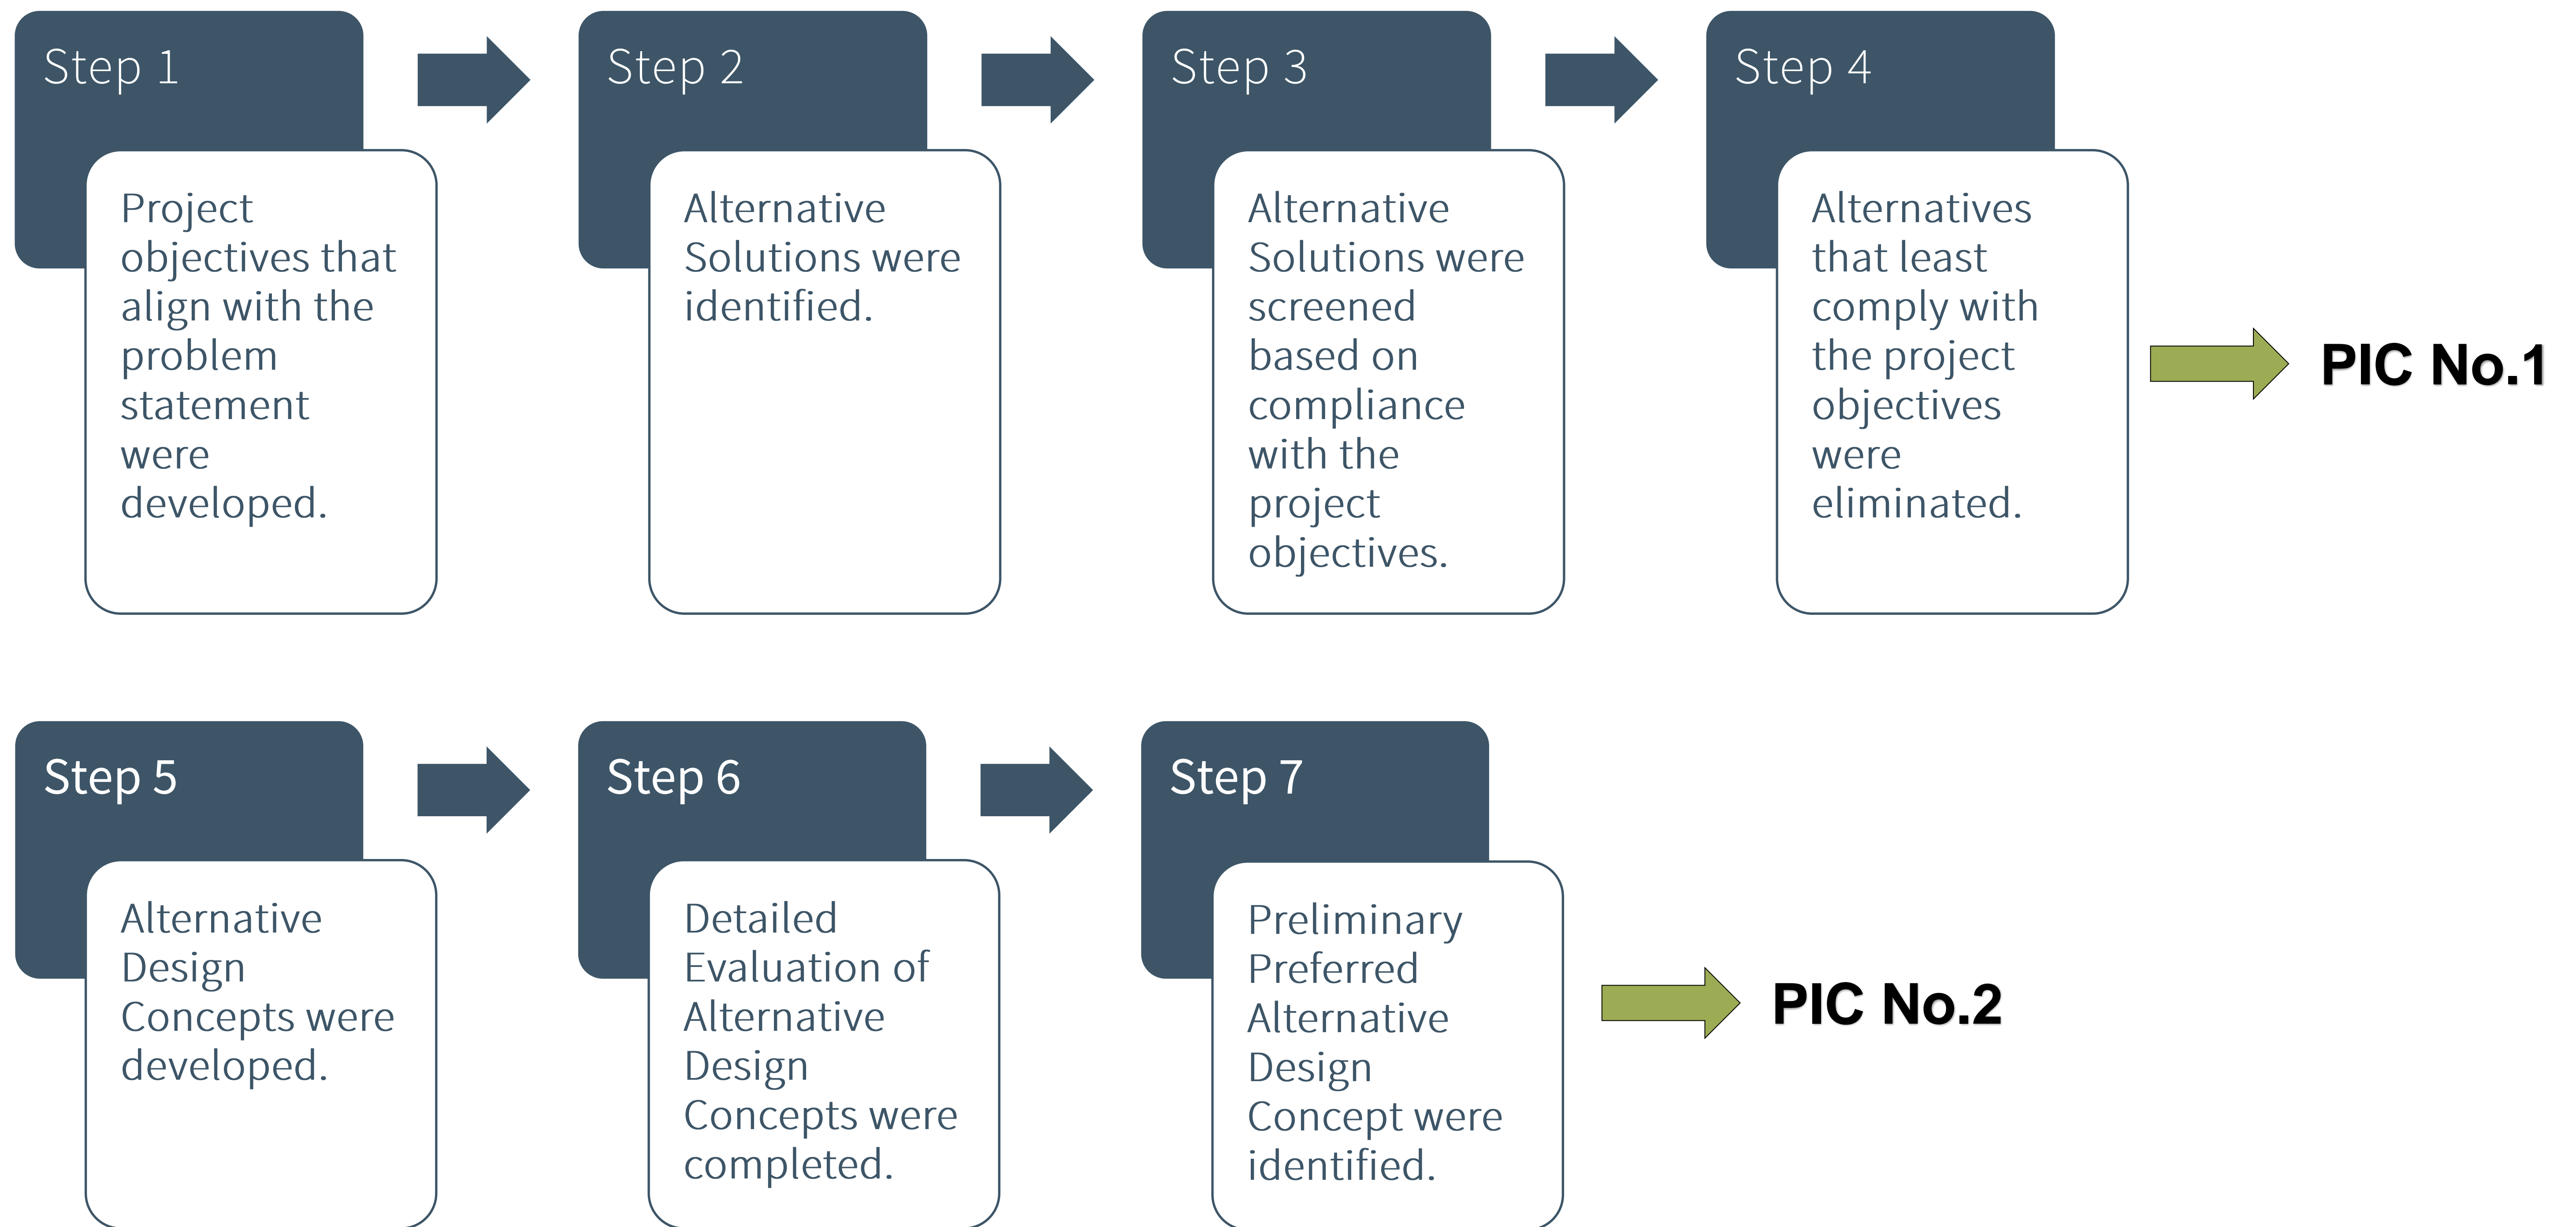 Step 1
Project
objectives that
align with the
problem
statement
were
developed.
Step 2
Alternative
Solutions were
identified.
Step 3
Alternative
Solutions were
screened
based on
compliance
with the
project
objectives.
Step 4
Alternatives
that least
comply with
the project
objectives
were
eliminated.
PIC No.1
Step 5
Alternative
Design
Concepts were
developed.
Step 6
Detailed
Evaluation of
Alternative
Design
Concepts were
completed.
Step 7
Preliminary
Preferred
Alternative
Design
Concept were
identified.
PIC No.2